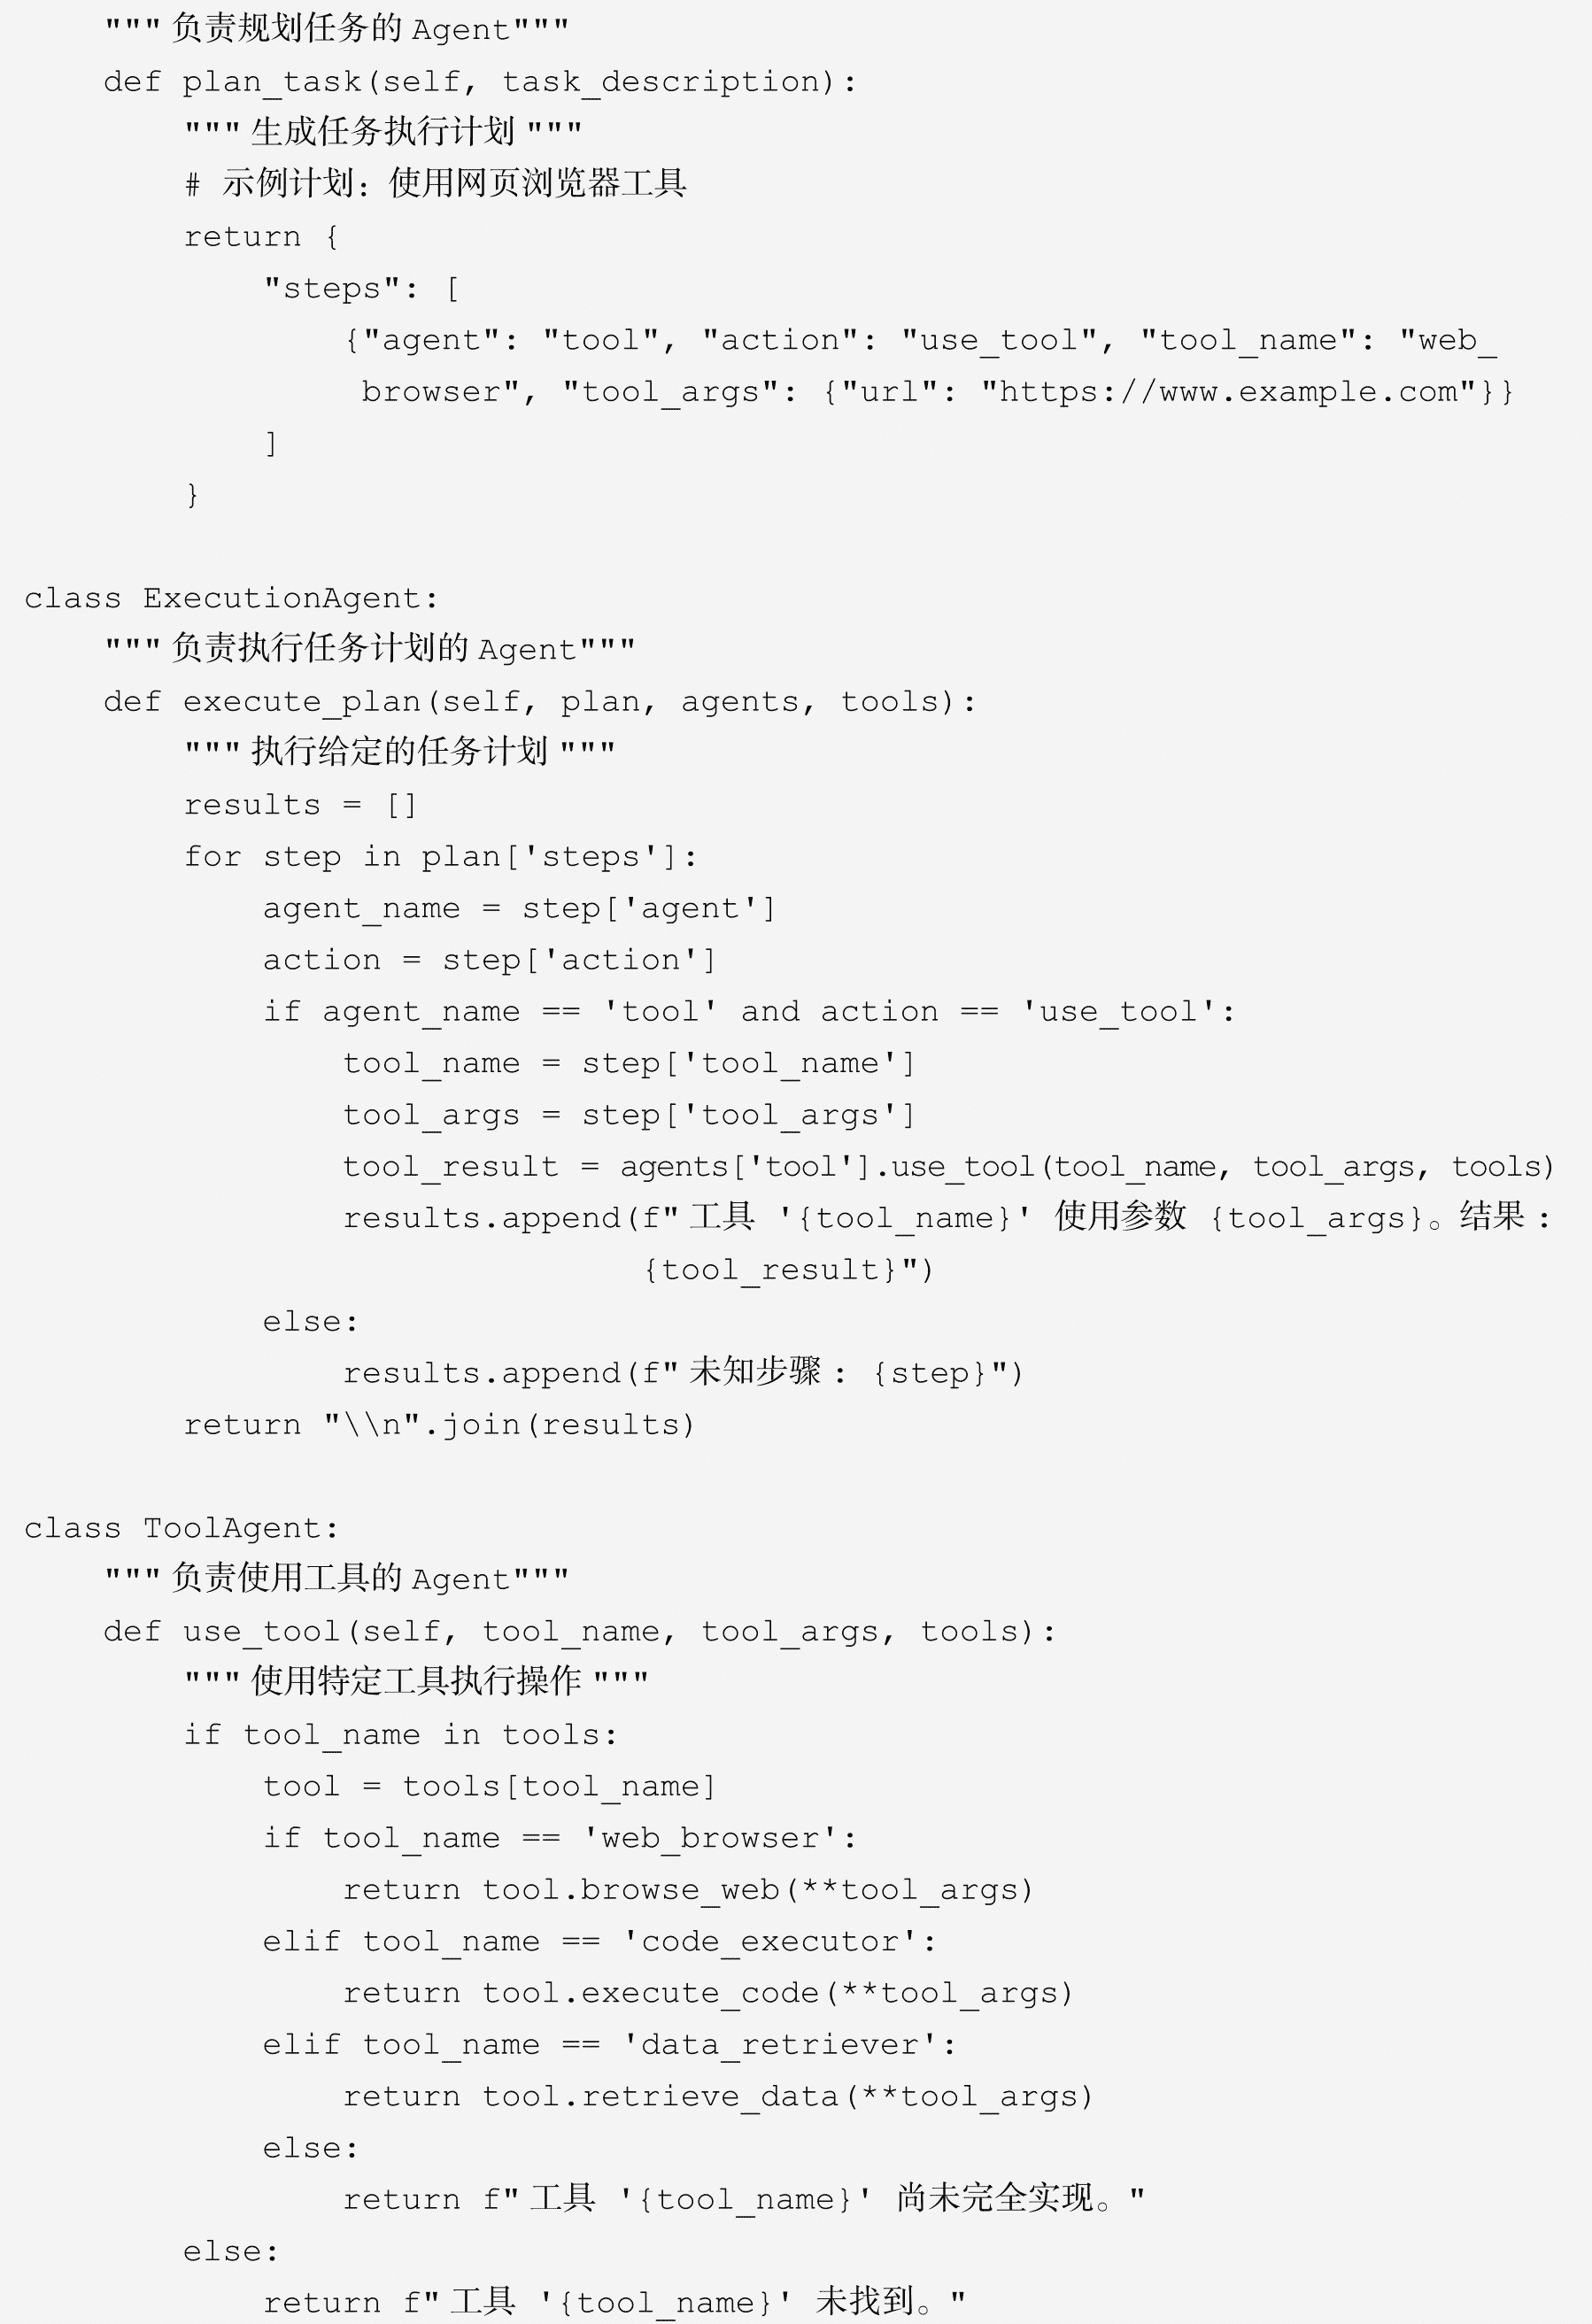 """负责规划任务的 Agent"""
    def plan_task(self, task_description):
        """生成任务执行计划"""
        # 示例计划：使用网页浏览器工具
        return {
            "steps": [
                {"agent": "tool", "action": "use_tool", "tool_name": "web_
                 browser", "tool_args": {"url": "https://www.example.com"}}
            ]
        }

class ExecutionAgent:
    """负责执行任务计划的 Agent"""
    def execute_plan(self, plan, agents, tools):
        """执行给定的任务计划"""
        results = []
        for step in plan['steps']:
            agent_name = step['agent']
            action = step['action']
            if agent_name == 'tool' and action == 'use_tool':
                tool_name = step['tool_name']
                tool_args = step['tool_args']
                tool_result = agents['tool'].use_tool(tool_name, tool_args, tools)
                results.append(f"工具 '{tool_name}' 使用参数 {tool_args}。结果：
                               {tool_result}")
            else:
                results.append(f"未知步骤：{step}")
        return "\\n".join(results)

class ToolAgent:
    """负责使用工具的 Agent"""
    def use_tool(self, tool_name, tool_args, tools):
        """使用特定工具执行操作"""
        if tool_name in tools:
            tool = tools[tool_name]
            if tool_name == 'web_browser':
                return tool.browse_web(**tool_args)
            elif tool_name == 'code_executor':
                return tool.execute_code(**tool_args)
            elif tool_name == 'data_retriever':
                return tool.retrieve_data(**tool_args)
            else:
                return f"工具 '{tool_name}' 尚未完全实现。"
        else:
            return f"工具 '{tool_name}' 未找到。"